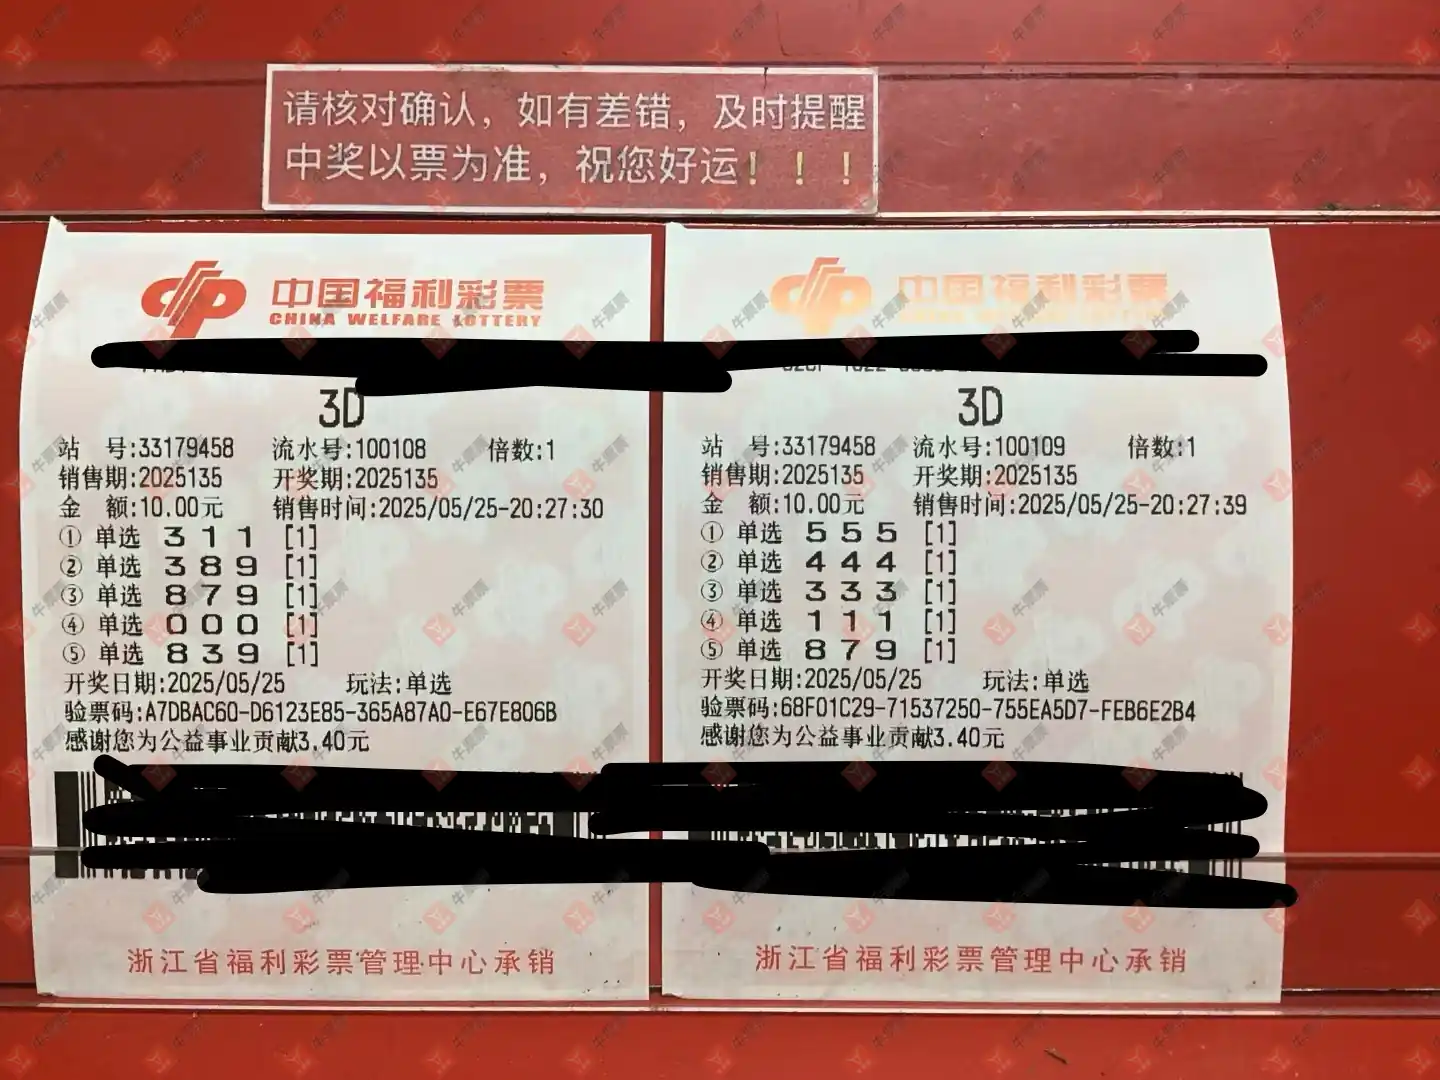 请核对确认，如有差错，及时提醒
中奖以票为准，祝您好运！！！
中国福利彩票
CHINA WELFARE LOTTERY
3D
站 号:33179458 流水号:100108 倍数:1
销售期:2025135 开奖期:2025135
金 额:10.00元 销售时间:2025/05/25-20:27:30
① 单选 3 1 1 [1]
② 单选 3 8 9 [1]
③ 单选 8 7 9 [1]
④ 单选 0 0 0 [1]
⑤ 单选 8 3 9 [1]
开奖日期:2025/05/25 玩法:单选
验票码:A7DBAC60-D6123E85-365A87A0-E67E806B
感谢您为公益事业贡献3.40元
浙江省福利彩票管理中心承销
中国福利彩票
CHINA WELFARE LOTTERY
3D
站 号:33179458 流水号:100109 倍数:1
销售期:2025135 开奖期:2025135
金 额:10.00元 销售时间:2025/05/25-20:27:39
① 单选 5 5 5 [1]
② 单选 4 4 4 [1]
③ 单选 3 3 3 [1]
④ 单选 1 1 1 [1]
⑤ 单选 8 7 9 [1]
开奖日期:2025/05/25 玩法:单选
验票码:68F01C29-71537250-755EA5D7-FEB6E2B4
感谢您为公益事业贡献3.40元
浙江省福利彩票管理中心承销